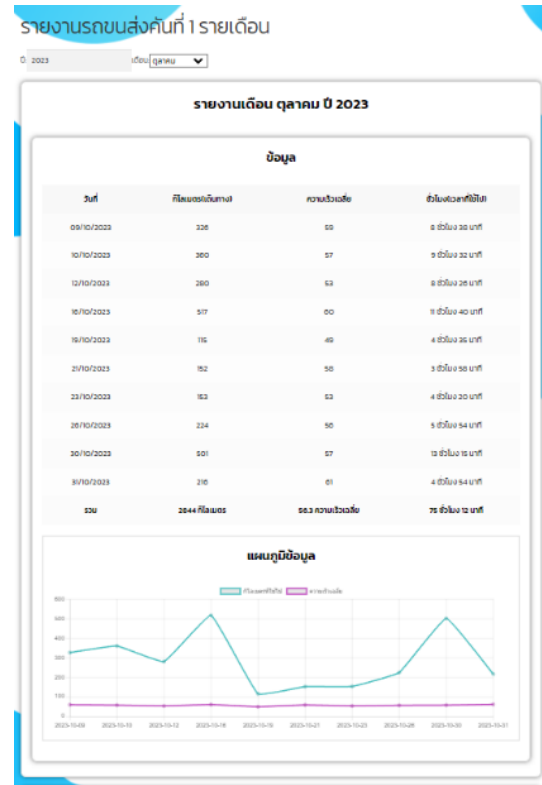 รายงานรถขนส่งคันที่ 1 รายเดือน
ปี: 2023 เดือน: ตุลาคม
รายงานเดือน ตุลาคม ปี 2023
ข้อมูล
วันที่ กิโลเมตร(เดินทาง) ความเร็วเฉลี่ย ชั่วโมง(เวลาที่ใช้ไป)
09/10/2023 326 59 8 ชั่วโมง 38 นาที
10/10/2023 360 57 9 ชั่วโมง 32 นาที
12/10/2023 280 53 8 ชั่วโมง 26 นาที
16/10/2023 517 60 11 ชั่วโมง 40 นาที
19/10/2023 115 49 4 ชั่วโมง 35 นาที
21/10/2023 152 58 3 ชั่วโมง 58 นาที
23/10/2023 153 53 4 ชั่วโมง 20 นาที
26/10/2023 224 56 5 ชั่วโมง 54 นาที
30/10/2023 501 57 13 ชั่วโมง 15 นาที
31/10/2023 216 61 4 ชั่วโมง 54 นาที
รวม 2844 กิโลเมตร 56.3 ความเร็วเฉลี่ย 75 ชั่วโมง 12 นาที
แผนภูมิข้อมูล
ความเร็วเฉลี่ย
600
500
400
300
200
100
0
2023-10-09 2023-10-10 2023-10-12 2023-10-16 2023-10-19 2023-10-21 2023-10-23 2023-10-26 2023-10-30 2023-10-31